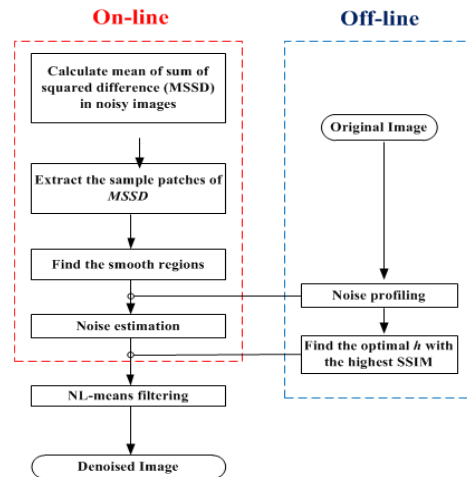 On-line
Off-line
Calculate mean of sum of
squared difference (MSSD)
in noisy images
Original Image
Extract the sample patches of
MSSD
Find the smooth regions
Noise profiling
Noise estimation
Find the optimal h with
the highest SSIM
NL-means filtering
Denoised Image